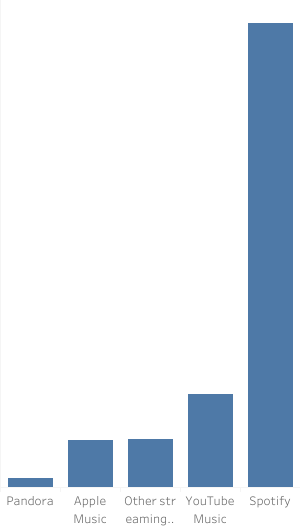 Pandora
Apple
Music
Other str
eaming..
YouTube
Music
Spotify